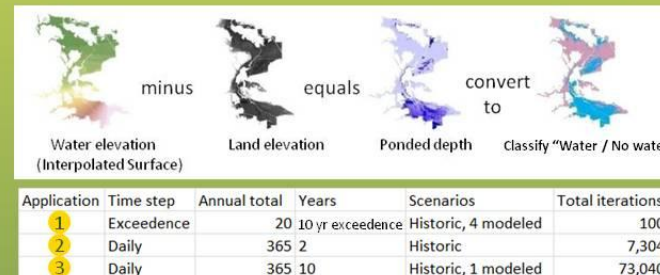 minus
equals
convert
to
Water elevation
(Interpolated Surface)
Land elevation
Ponded depth
Classify "Water / No wate
Application Time step Annual total Years Scenarios Total iterations
1 Exceedence 20 10 yr exceedence Historic, 4 modeled 100
2 Daily 365 2 Historic 7,304
3 Daily 365 10 Historic, 1 modeled 73,040